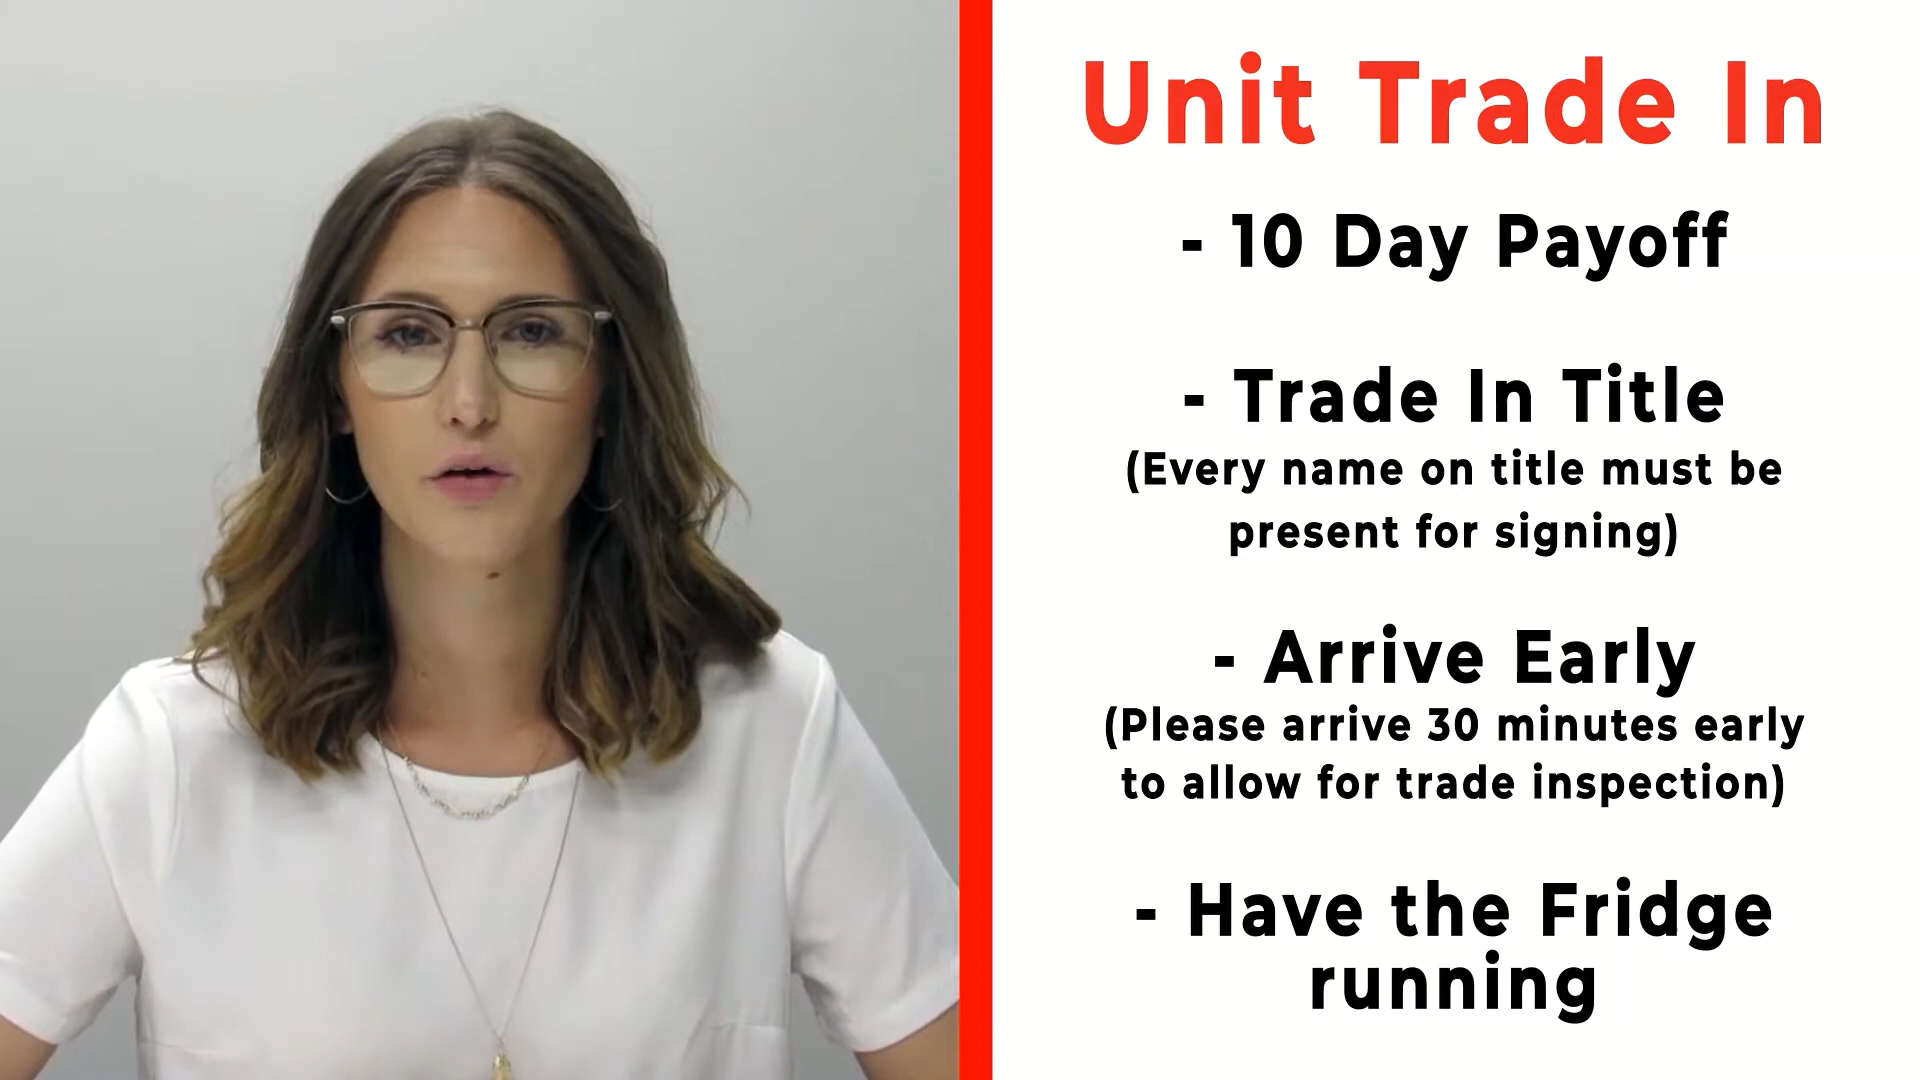 Unit Trade In
- 10 Day Payoff
- Trade In Title
(Every name on title must be
present for signing)
- Arrive Early
(Please arrive 30 minutes early
to allow for trade inspection)
- Have the Fridge
running